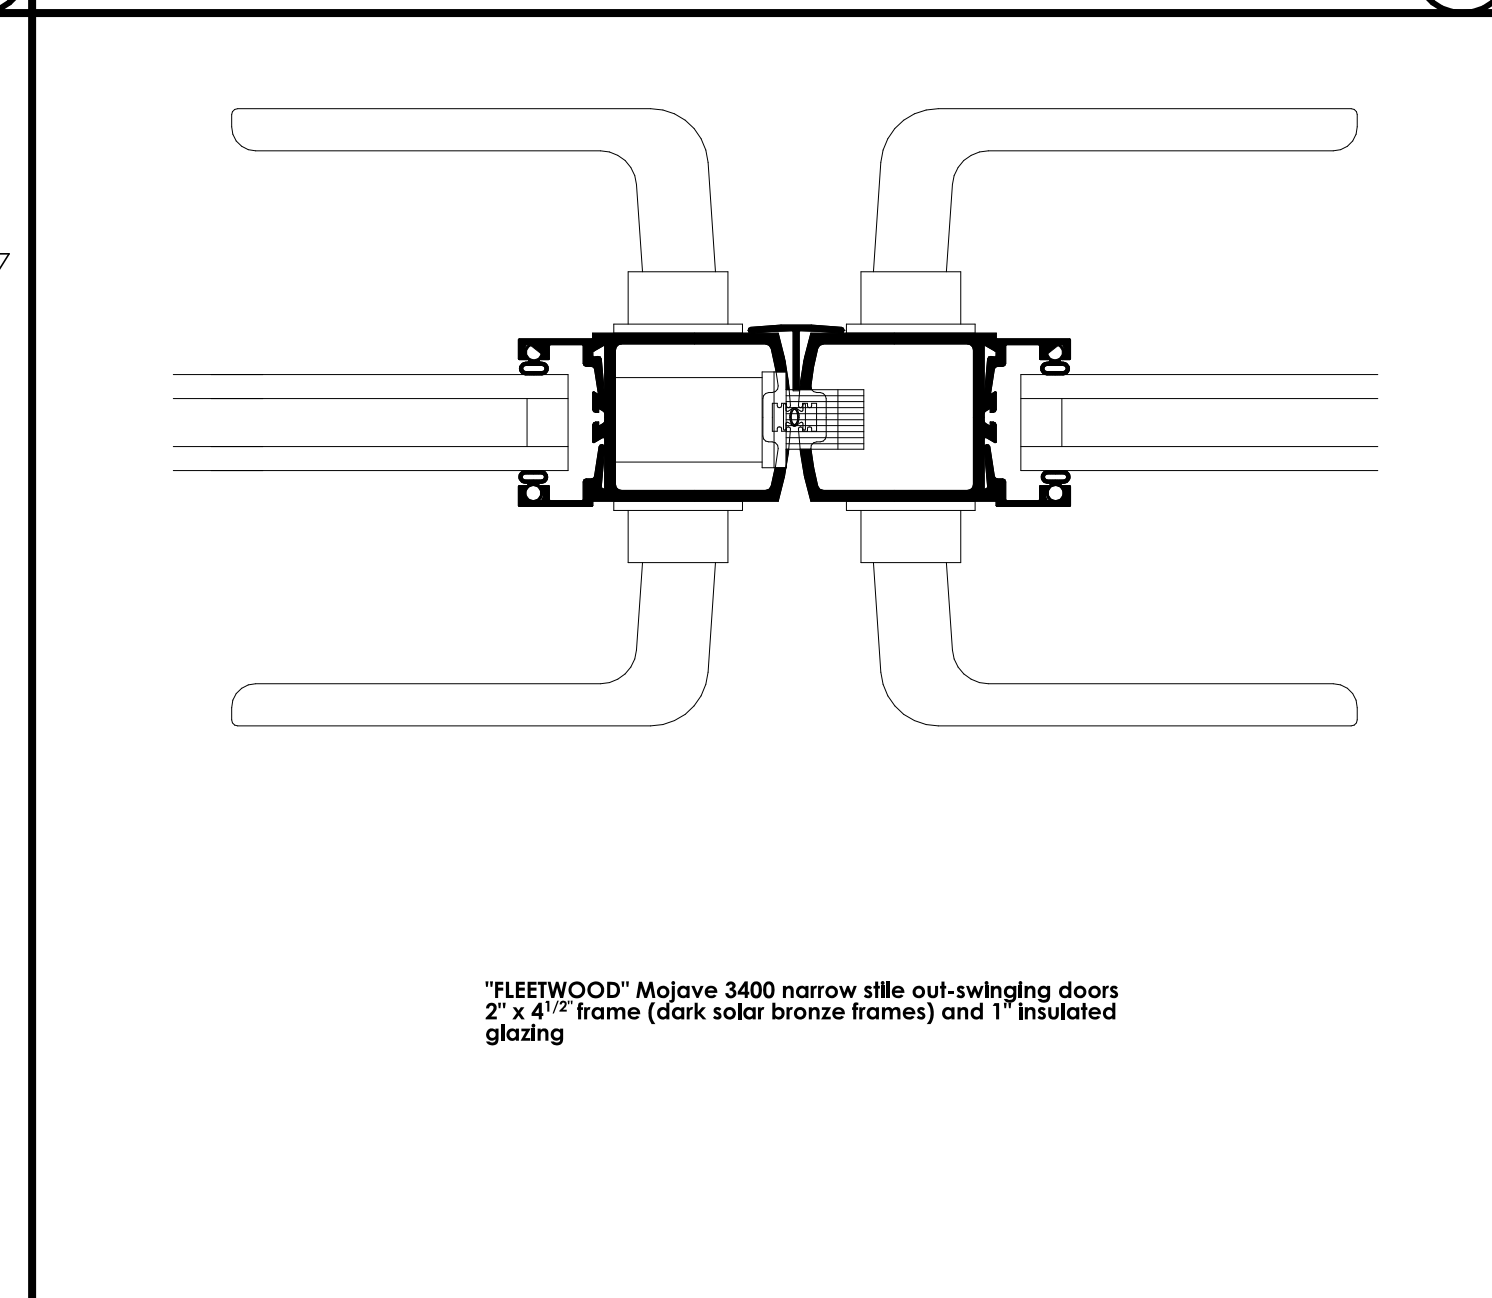 7
"FLEETWOOD" Mojave 3400 narrow stile out-swinging doors
2" x 4 1/2" frame (dark solar bronze frames) and 1" insulated
glazing